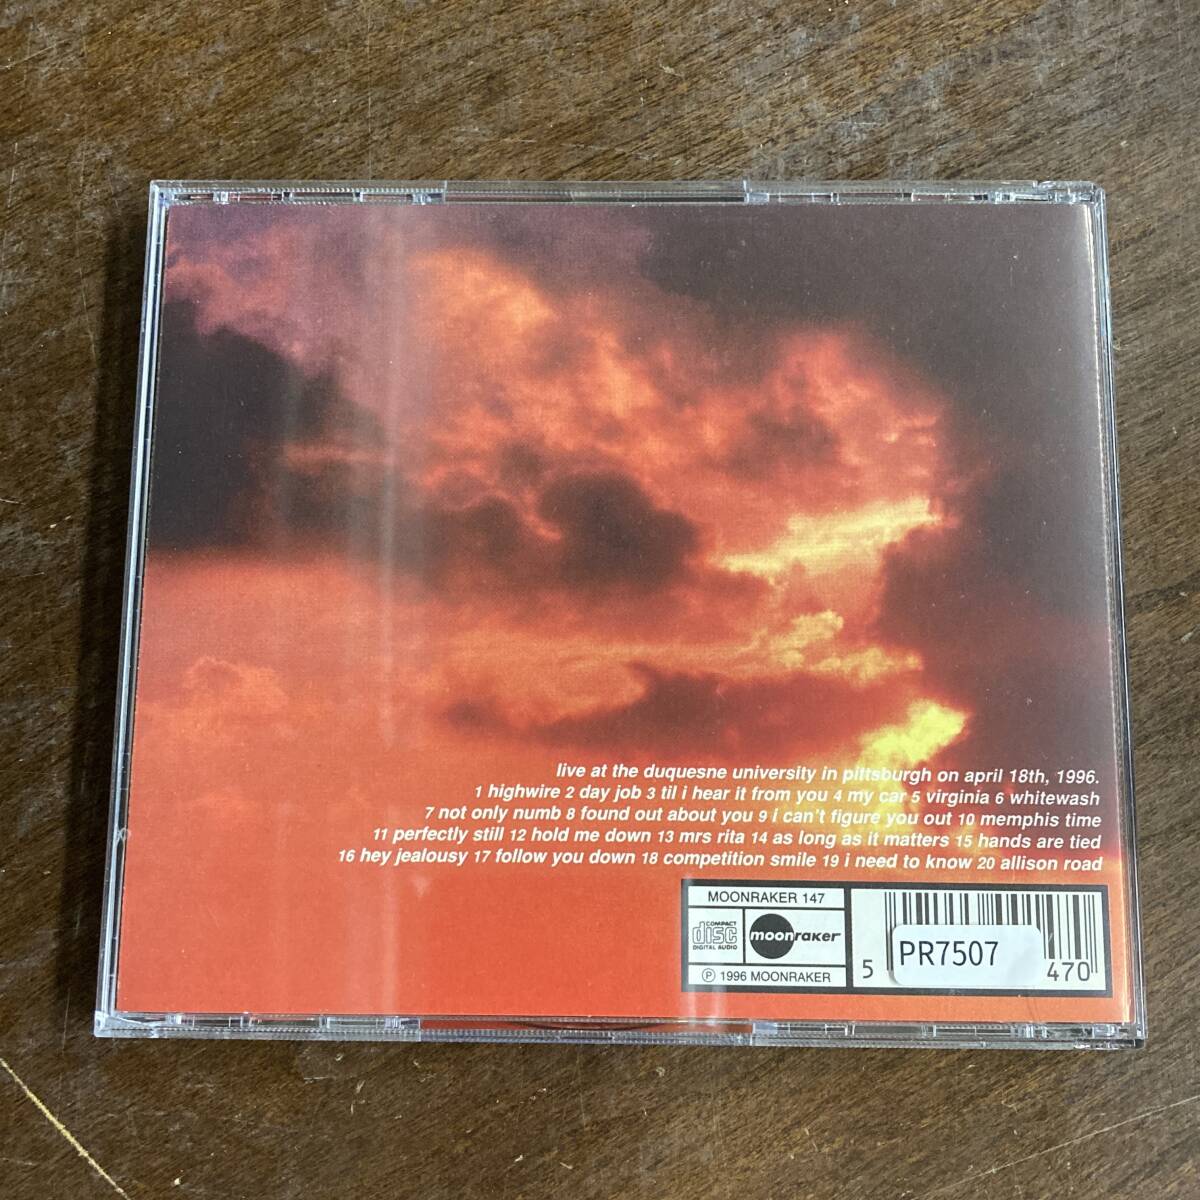 live at the duquesne university in pittsburgh on april 18th, 1996.
1 highwire 2 day job 3 til i hear it from you 4 my car 5 virginia 6 whitewash
7 not only numb 8 found out about you 9 i can't figure you out 10 memphis time
11 perfectly still 12 hold me down 13 mrs rita 14 as long as it matters 15 hands are tied
16 hey jealousy 17 follow you down 18 competition smile 19 i need to know 20 allison road
MOONRAKER 147
COMPACT
disc
DIGITAL AUDIO
moonraker
℗ 1996 MOONRAKER
5
PR7507
470